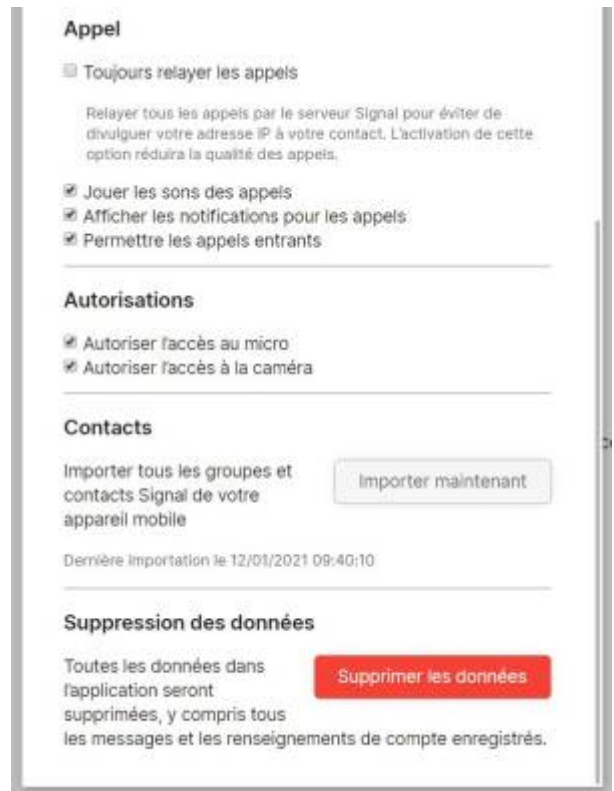 Appel
Toujours relayer les appels
Relayer tous les appels par le serveur Signal pour éviter de
divulguer votre adresse IP à votre contact. L'activation de cette
option réduira la qualité des appels.
Jouer les sons des appels
Afficher les notifications pour les appels
Permettre les appels entrants
Autorisations
Autoriser l'accès au micro
Autoriser l'accès à la caméra
Contacts
Importer tous les groupes et
contacts Signal de votre
appareil mobile
Importer maintenant
Dernière importation le 12/01/2021 09:40:10
Suppression des données
Toutes les données dans
l'application seront
supprimées, y compris tous
les messages et les renseignements de compte enregistrés.
Supprimer les données